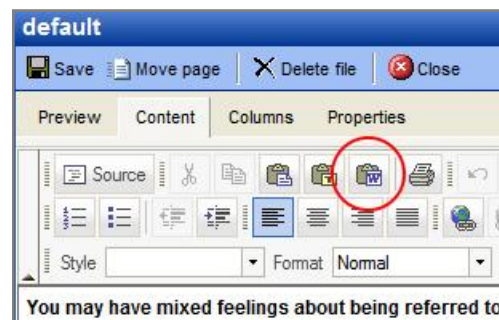 default
Save Move page Delete file Close
Preview Content Columns Properties
Source
Style Format Normal
You may have mixed feelings about being referred to